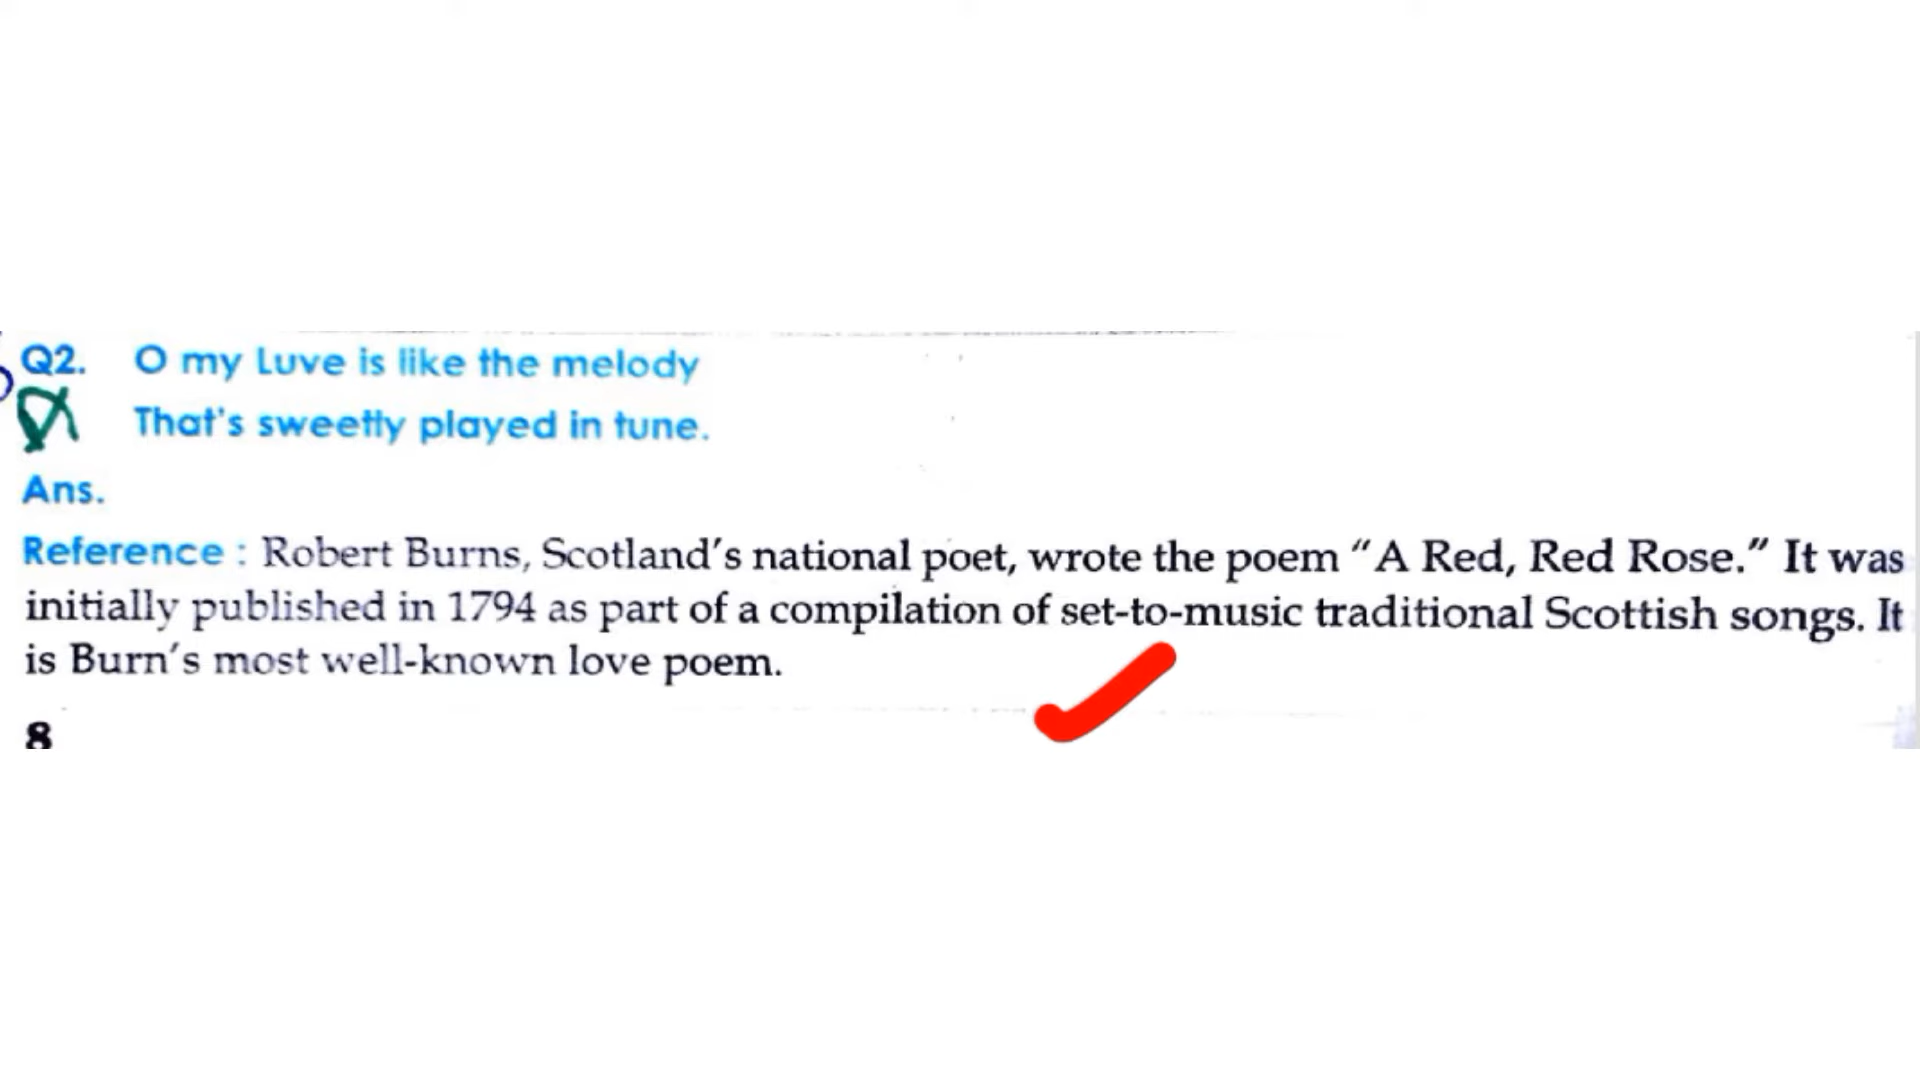 Q2. O my Luve is like the melody
That's sweetly played in tune.
Ans.
Reference : Robert Burns, Scotland's national poet, wrote the poem "A Red, Red Rose." It was
initially published in 1794 as part of a compilation of set-to-music traditional Scottish songs. It
is Burn's most well-known love poem.
8